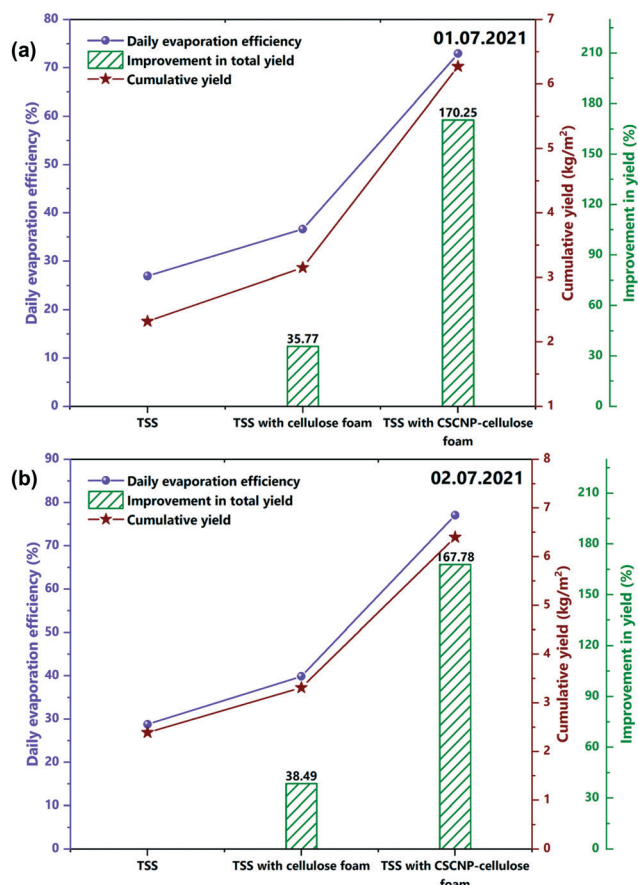 (a)
01.07.2021
Daily evaporation efficiency
Improvement in total yield
Cumulative yield
Daily evaporation efficiency (%)
80
70
60
50
40
30
20
10
0
Cumulative yield (kg/m²)
7
6
5
4
3
2
1
Improvement in yield (%)
210
180
150
120
90
60
30
0
35.77
170.25
TSS
TSS with cellulose foam
TSS with CSCNP-cellulose
foam
(b)
02.07.2021
Daily evaporation efficiency
Improvement in total yield
Cumulative yield
Daily evaporation efficiency (%)
90
80
70
60
50
40
30
20
10
0
Cumulative yield (kg/m²)
8
7
6
5
4
3
2
1
0
Improvement in yield (%)
210
180
150
120
90
60
30
0
38.49
167.78
TSS
TSS with cellulose foam
TSS with CSCNP-cellulose
foam